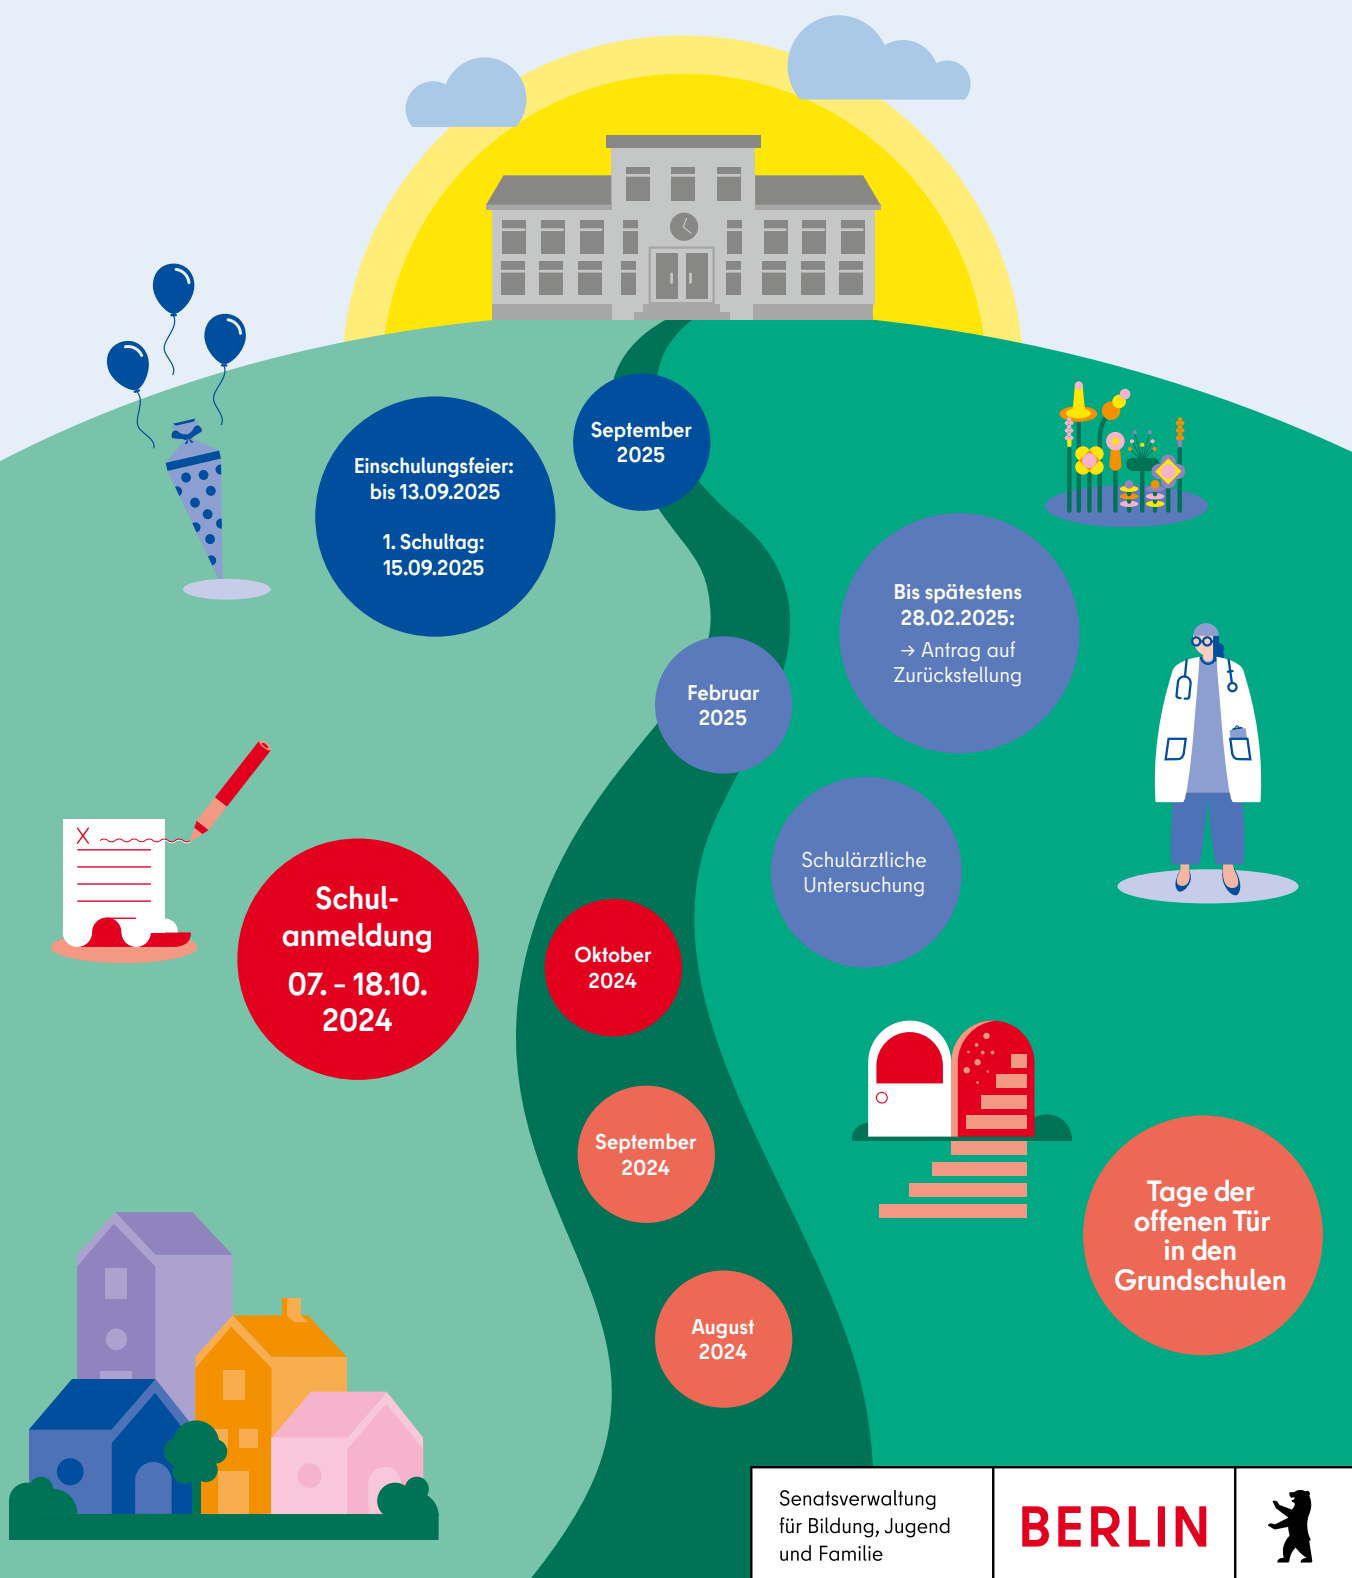 September
2025
Einschulungsfeier:
bis 13.09.2025
1. Schultag:
15.09.2025
Bis spätestens
28.02.2025:
→ Antrag auf
Zurückstellung
Februar
2025
Schulärztliche
Untersuchung
Schul-
anmeldung
07. – 18.10.
2024
Oktober
2024
September
2024
Tage der
offenen Tür
in den
Grundschulen
August
2024
Senatsverwaltung
für Bildung, Jugend
und Familie
BERLIN